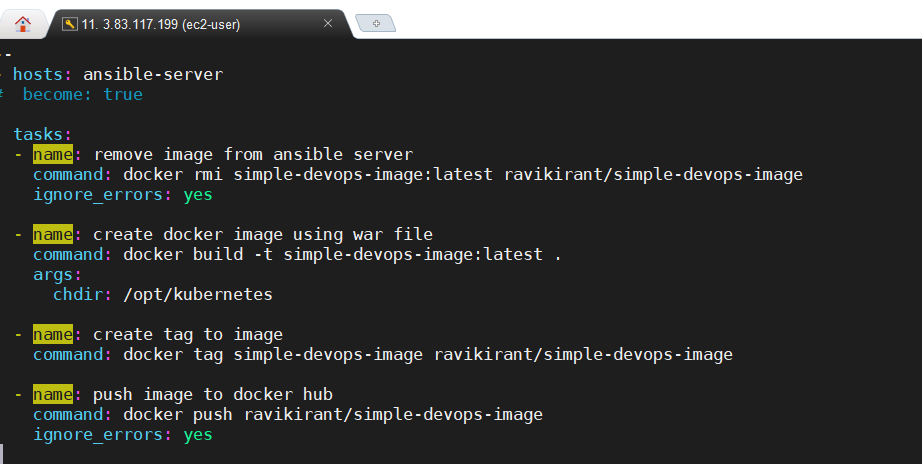 11. 3.83.117.199 (ec2-user)
--
- hosts: ansible-server
#  become: true
tasks:
- name: remove image from ansible server
command: docker rmi simple-devops-image:latest ravikirant/simple-devops-image
ignore_errors: yes
- name: create docker image using war file
command: docker build -t simple-devops-image:latest .
args:
chdir: /opt/kubernetes
- name: create tag to image
command: docker tag simple-devops-image ravikirant/simple-devops-image
- name: push image to docker hub
command: docker push ravikirant/simple-devops-image
ignore_errors: yes